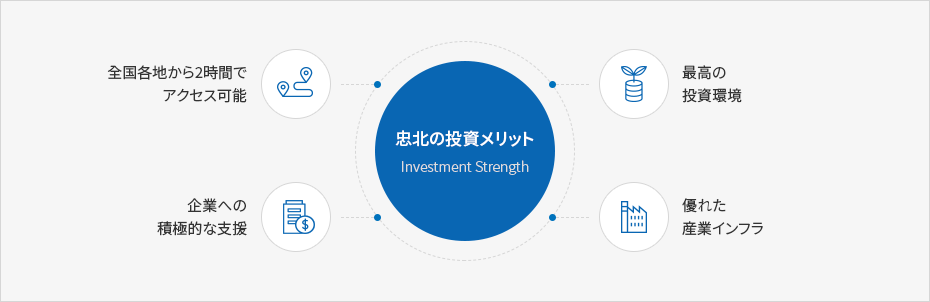 全国各地から2時間で
アクセス可能
最高の
投資環境
忠北の投資メリット
Investment Strength
企業への
積極的な支援
優れた
産業インフラ